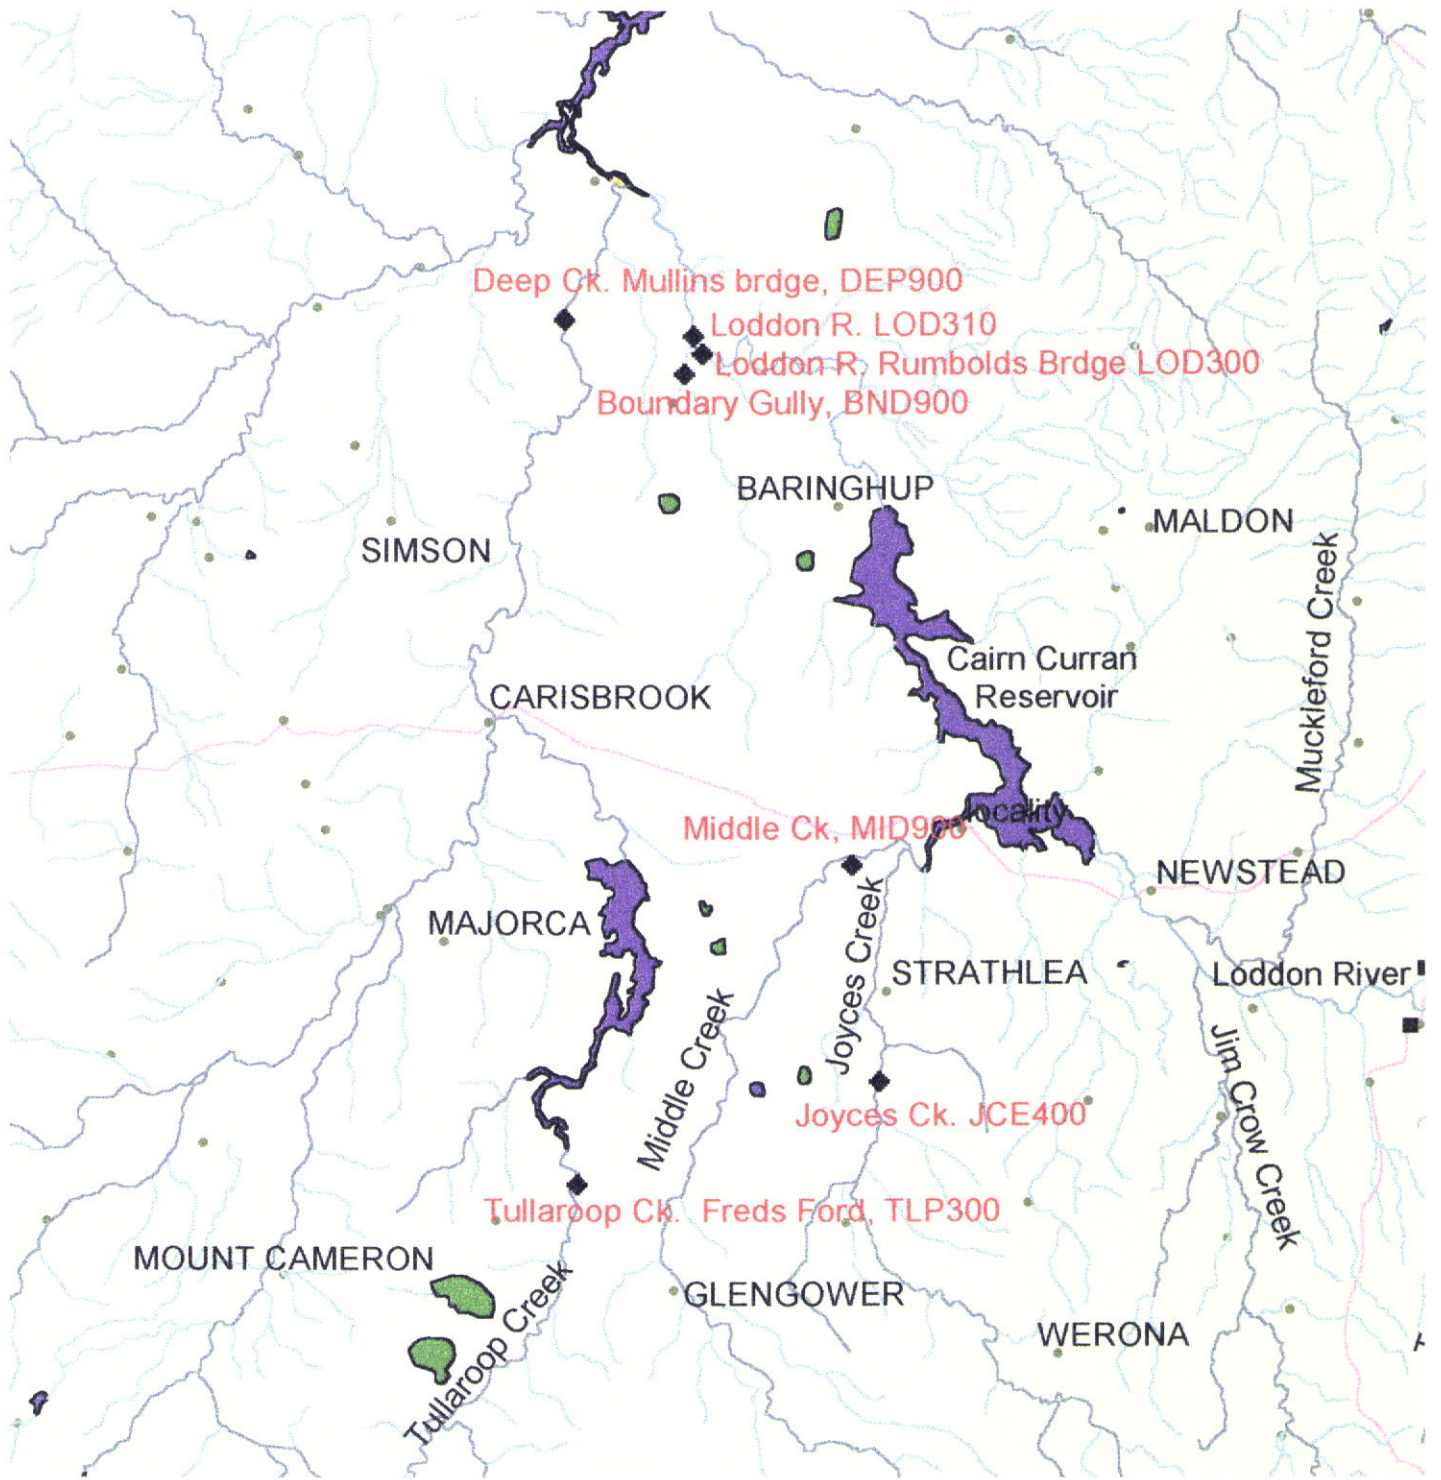 Deep Ck. Mullins brdge, DEP900
Loddon R. LOD310
Loddon R. Rumbolds Brdge LOD300
Boundary Gully, BND900
BARINGHUP
MALDON
SIMSON
Muckleford Creek
Cairn Curran
Reservoir
CARISBROOK
locality
Middle Ck, MID900
NEWSTEAD
MAJORCA
Joyces Creek
STRATHLEA
Loddon River
Middle Creek
Jim Crow Creek
Joyces Ck. JCE400
Tullaroop Ck. Freds Ford, TLP300
MOUNT CAMERON
Tullaroop Creek
GLENGOWER
WERONA